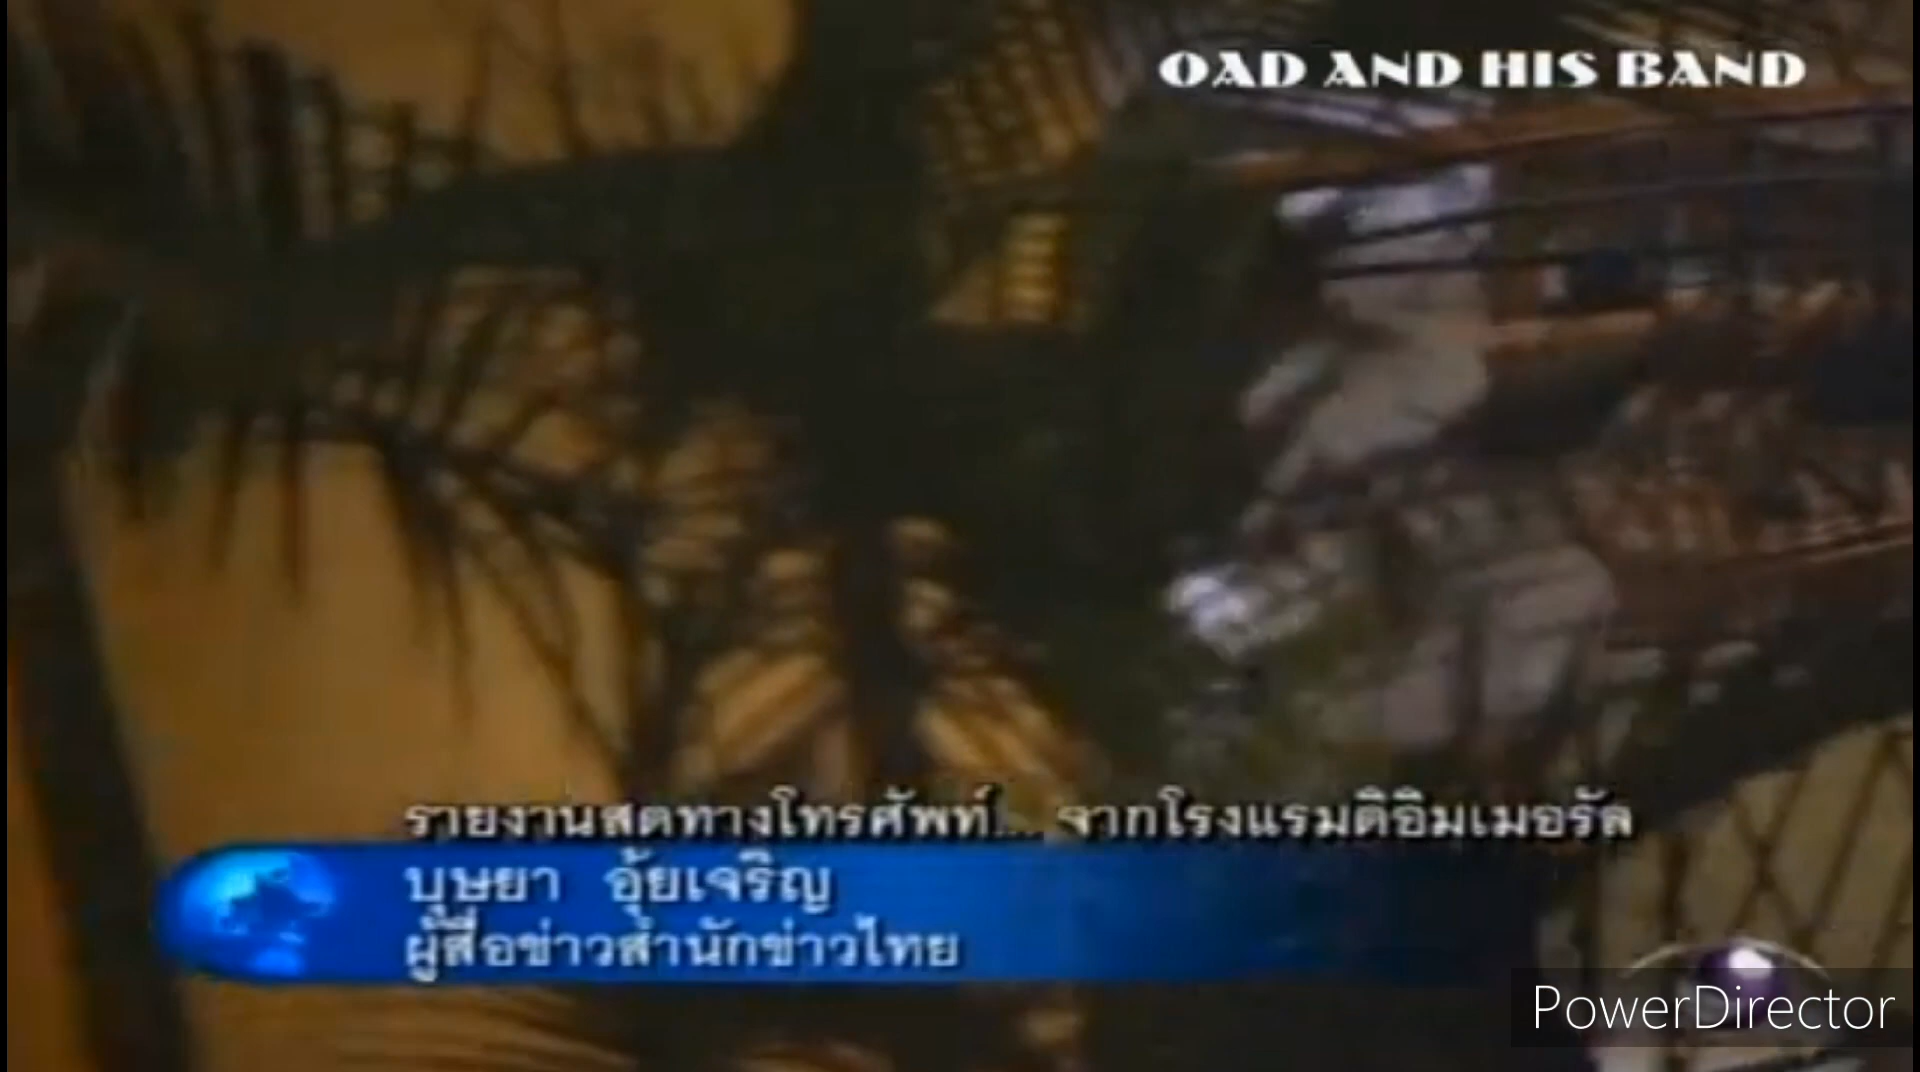 OAD AND HIS BAND
รายงานสดทางโทรศัพท์... จากโรงแรมดิอิมเมอรัล
บุษยา อุ้ยเจริญ
ผู้สื่อข่าวสำนักข่าวไทย
PowerDirector